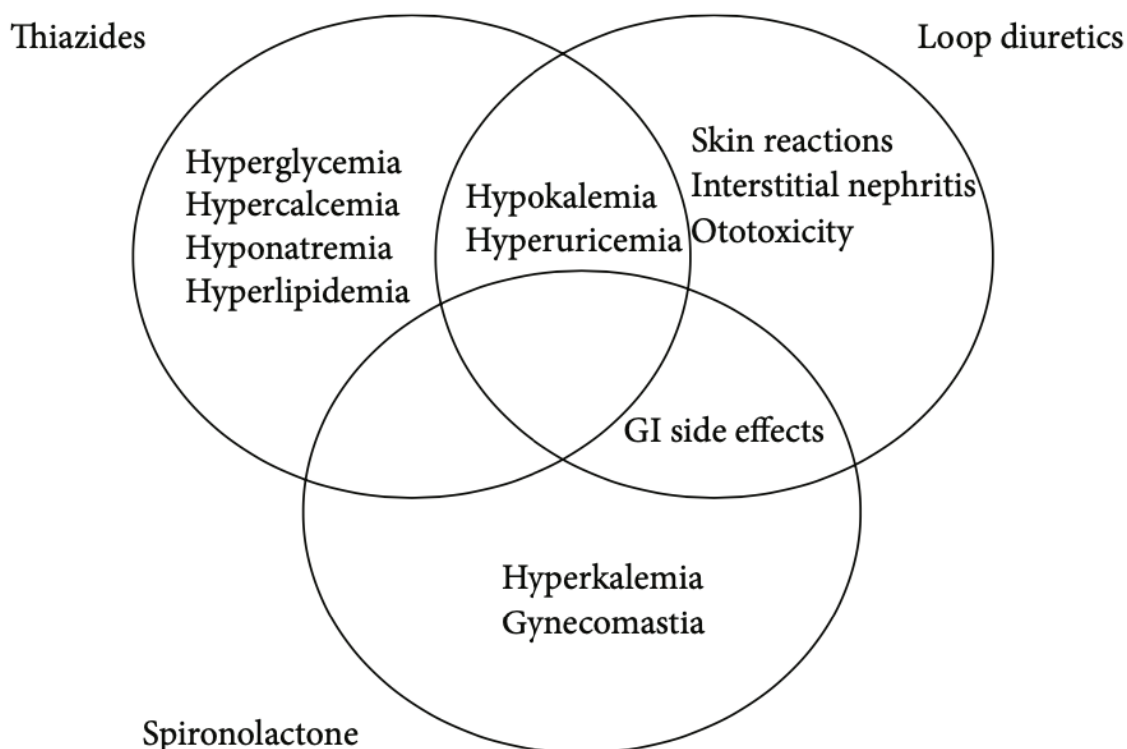 Thiazides
Loop diuretics
Hyperglycemia
Hypercalcemia
Hyponatremia
Hyperlipidemia
Hypokalemia
Hyperuricemia
Skin reactions
Interstitial nephritis
Ototoxicity
GI side effects
Hyperkalemia
Gynecomastia
Spironolactone